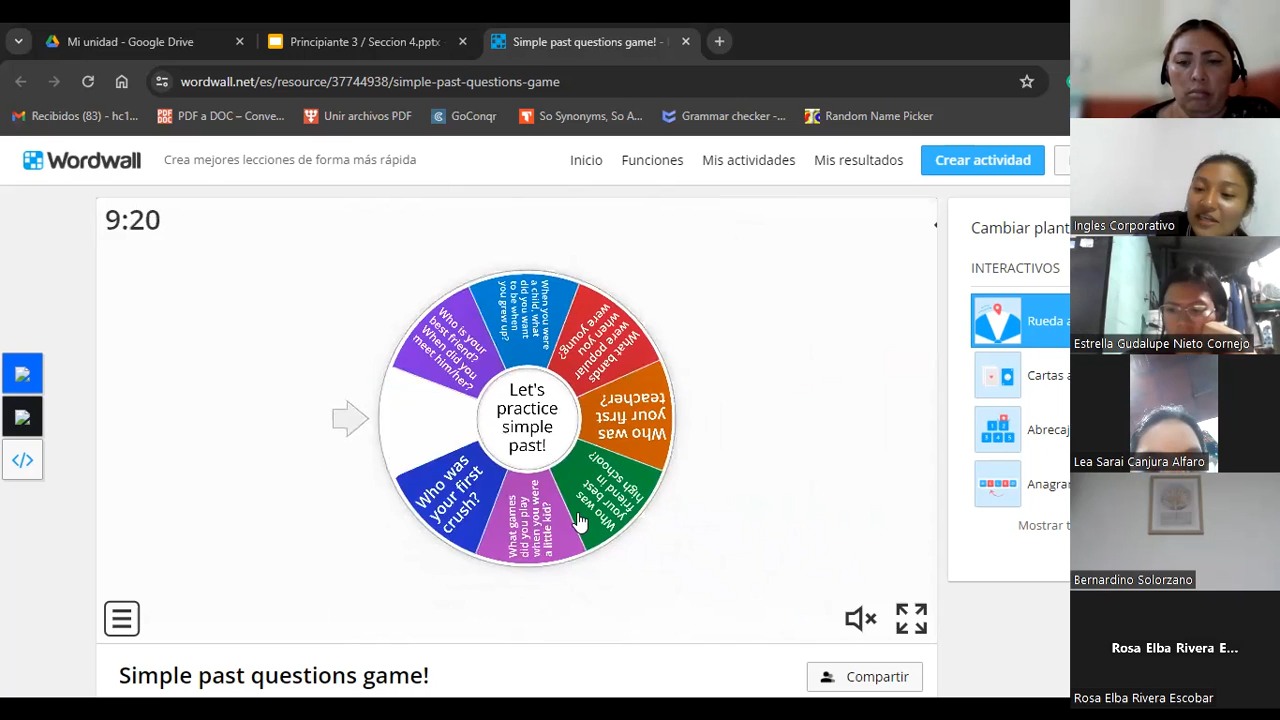 Mi unidad - Google Drive
Principiante 3 / Seccion 4.pptx
Simple past questions game! -
wordwall.net/es/resource/37744938/simple-past-questions-game
Recibidos (83) - hc1...
PDF a DOC – Conve...
Unir archivos PDF
GoConqr
So Synonyms, So A...
Grammar checker -...
Random Name Picker
Wordwall
Crea mejores lecciones de forma más rápida
Inicio
Funciones
Mis actividades
Mis resultados
Crear actividad
9:20
When you were
a child, what
did you want
to be when
you grew up?
What bands
were popular
when you
were young?
Who was
your first
teacher?
Who was
your best
friend in
high school?
What games
did you play
when you were
a little kid?
Who was
your first
crush?
Who is your
best friend?
When did you
meet him/her?
Let's
practice
simple
past!
Cambiar plant
INTERACTIVOS
Rueda a
Cartas a
Abrecaj
Anagra
Mostrar t
Simple past questions game!
Compartir
Ingles Corporativo
Estrella Gudalupe Nieto Cornejo
Lea Sarai Canjura Alfaro
Bernardino Solorzano
Rosa Elba Rivera E...
Rosa Elba Rivera Escobar